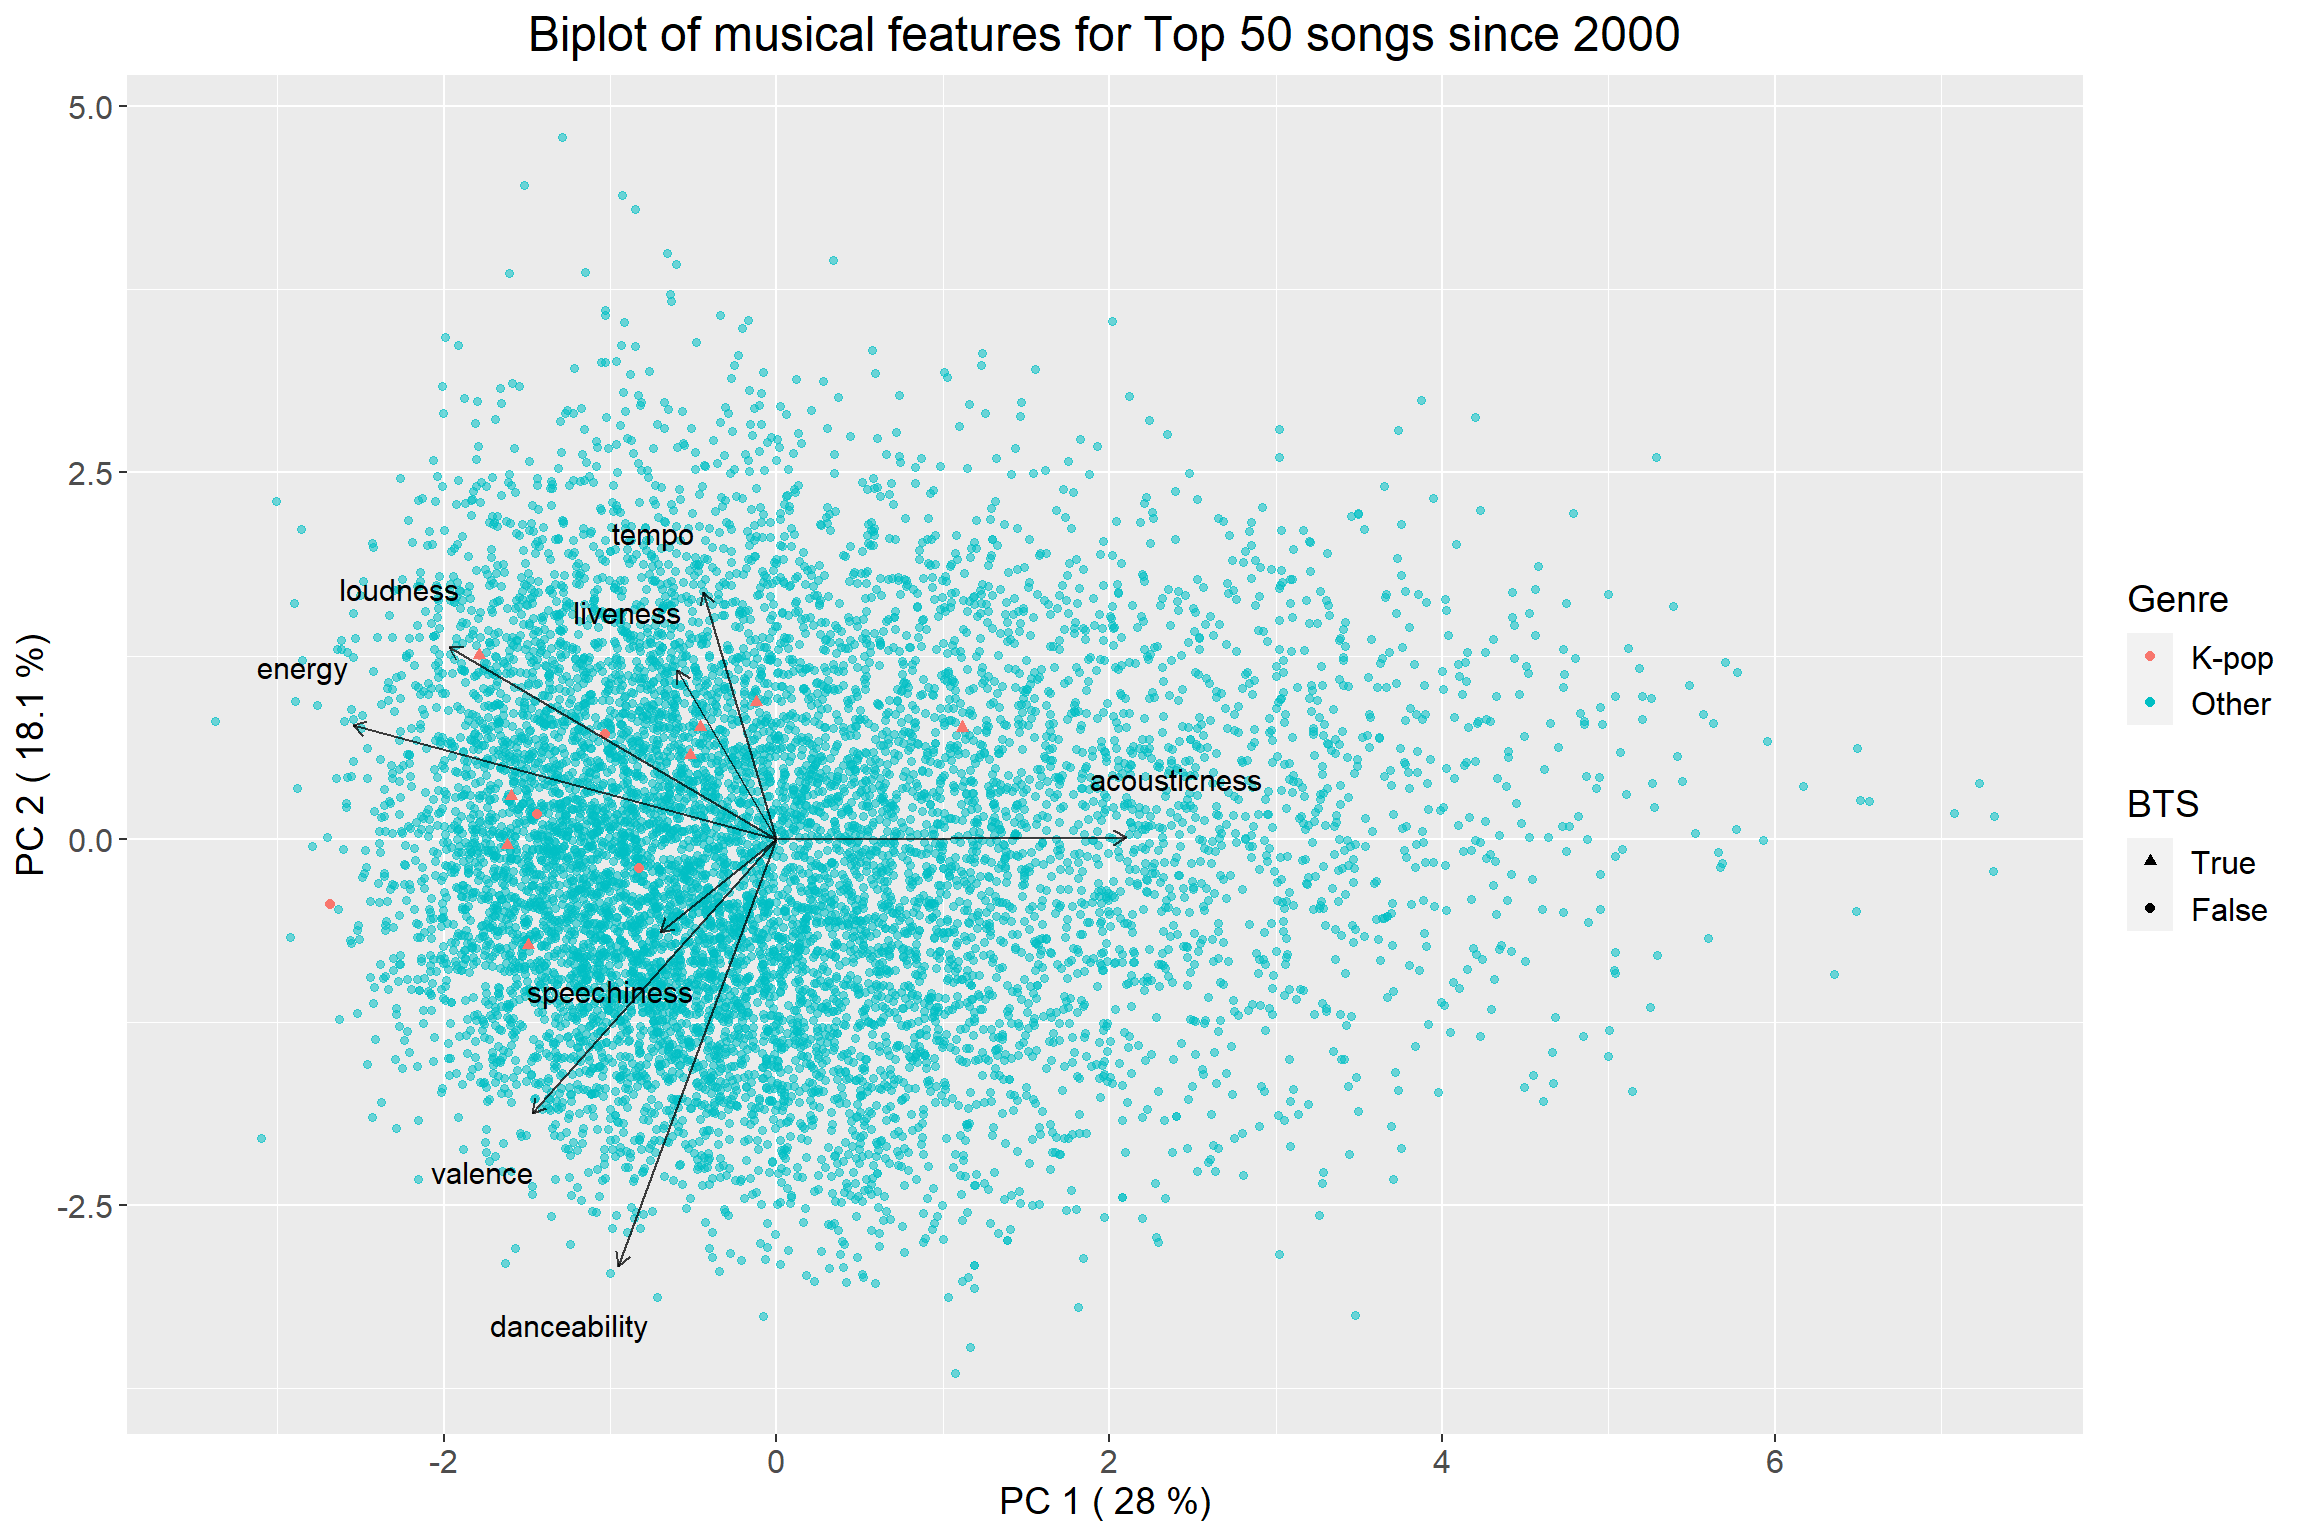 Biplot of musical features for Top 50 songs since 2000
5.0
2.5
0.0
-2.5
PC 2 ( 18.1 %)
tempo
loudness
liveness
energy
acousticness
speechiness
valence
danceability
-2
0
2
4
6
PC 1 ( 28 %)
Genre
K-pop
Other
BTS
True
False